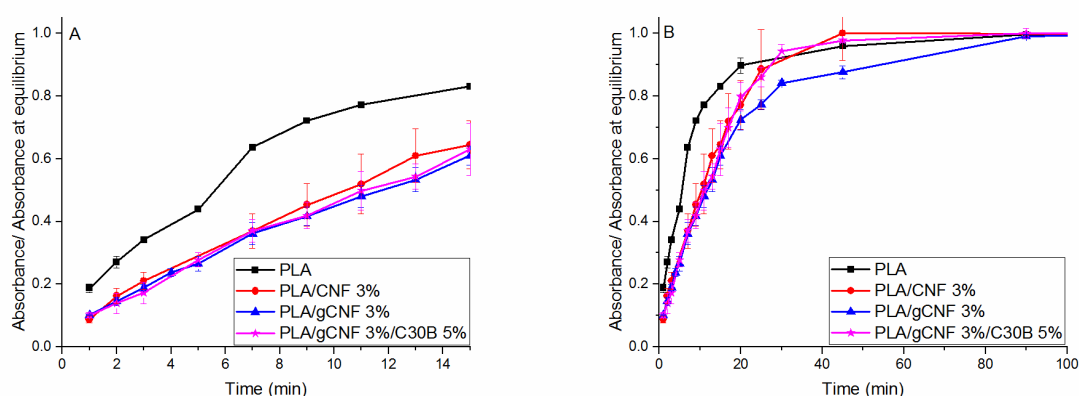 A
Absorbance/ Absorbance at equilibrium
1.0
0.8
0.6
0.4
0.2
0.0
PLA
PLA/CNF 3%
PLA/gCNF 3%
PLA/gCNF 3%/C30B 5%
0 2 4 6 8 10 12 14
Time (min)
B
Absorbance/ Absorbance at equilibrium
1.0
0.8
0.6
0.4
0.2
0.0
PLA
PLA/CNF 3%
PLA/gCNF 3%
PLA/gCNF 3%/C30B 5%
0 20 40 60 80 100
Time (min)